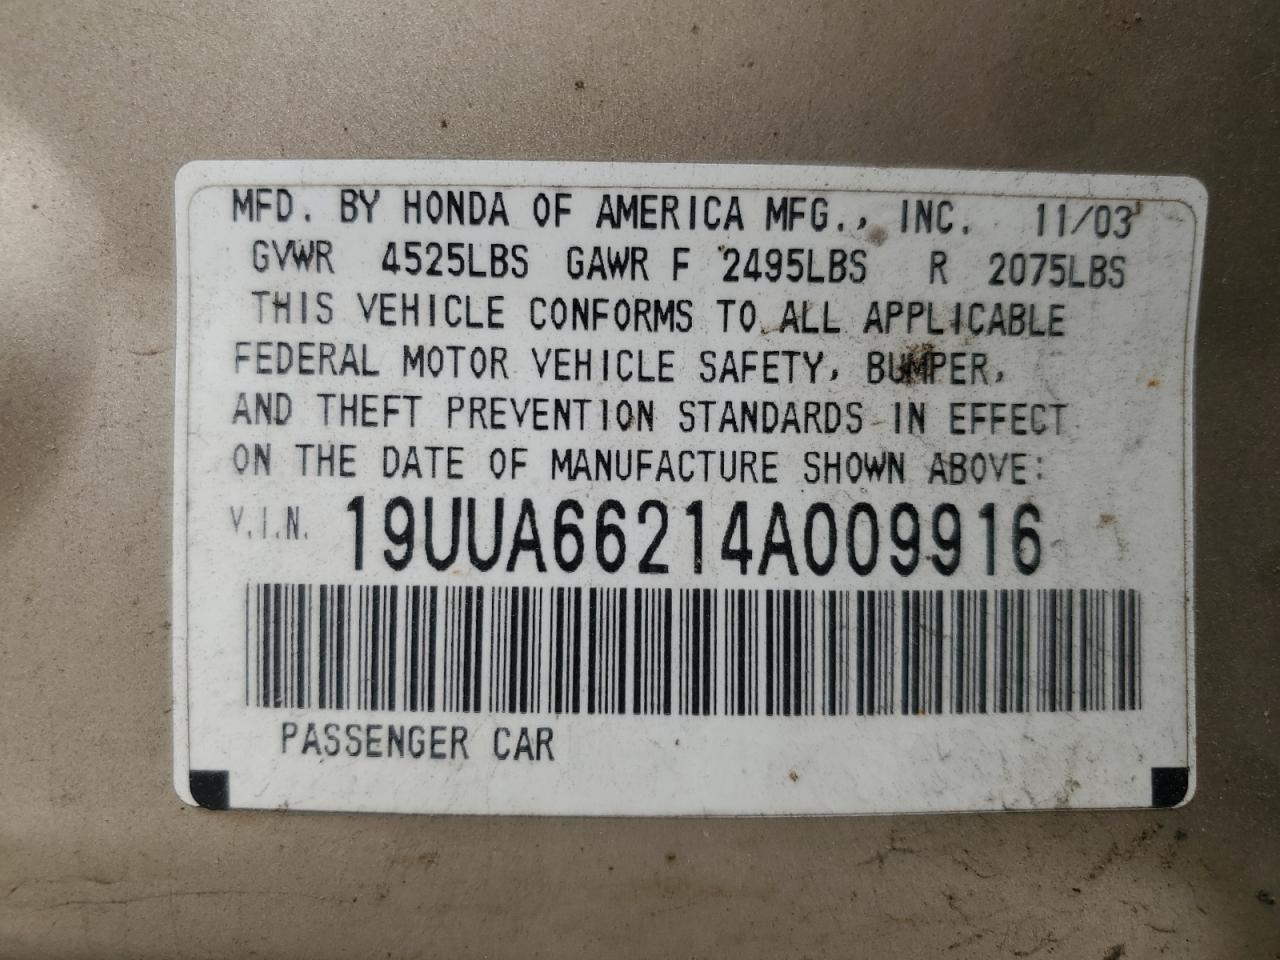 MFD. BY HONDA OF AMERICA MFG., INC. 11/03
GVWR 4525LBS GAWR F 2495LBS R 2075LBS
THIS VEHICLE CONFORMS TO ALL APPLICABLE
FEDERAL MOTOR VEHICLE SAFETY, BUMPER,
AND THEFT PREVENTION STANDARDS IN EFFECT
ON THE DATE OF MANUFACTURE SHOWN ABOVE:
V.I.N. 19UUA66214A009916
PASSENGER CAR